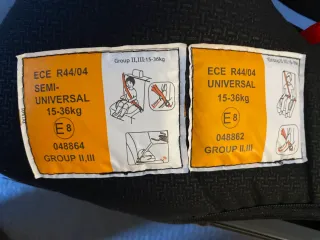 Group II,III:15-36kg
ECE R44/04
SEMI-
UNIVERSAL
15-36kg
E8
048864
GROUP II,III
ECE R44/04
UNIVERSAL
15-36kg
E8
048862
GROUP II,III